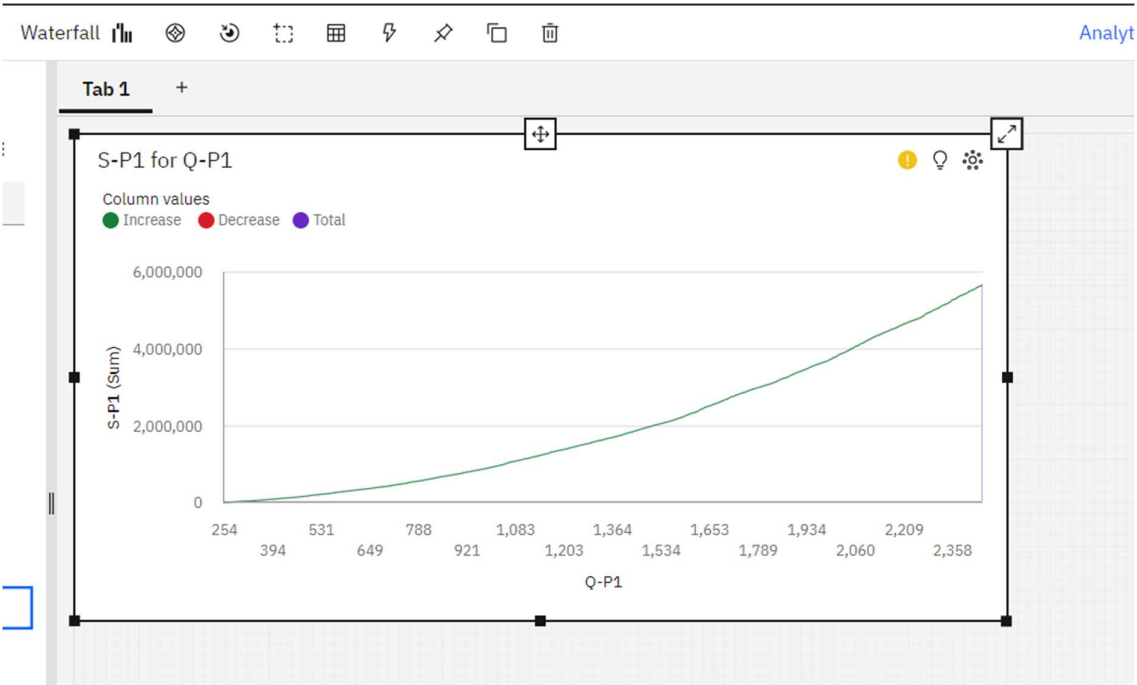 Waterfall
Analyt
Tab 1 +
S-P1 for Q-P1
!
Column values
Increase Decrease Total
6,000,000
4,000,000
2,000,000
0
S-P1 (Sum)
254 531 788 1,083 1,364 1,653 1,934 2,209
394 649 921 1,203 1,534 1,789 2,060 2,358
Q-P1